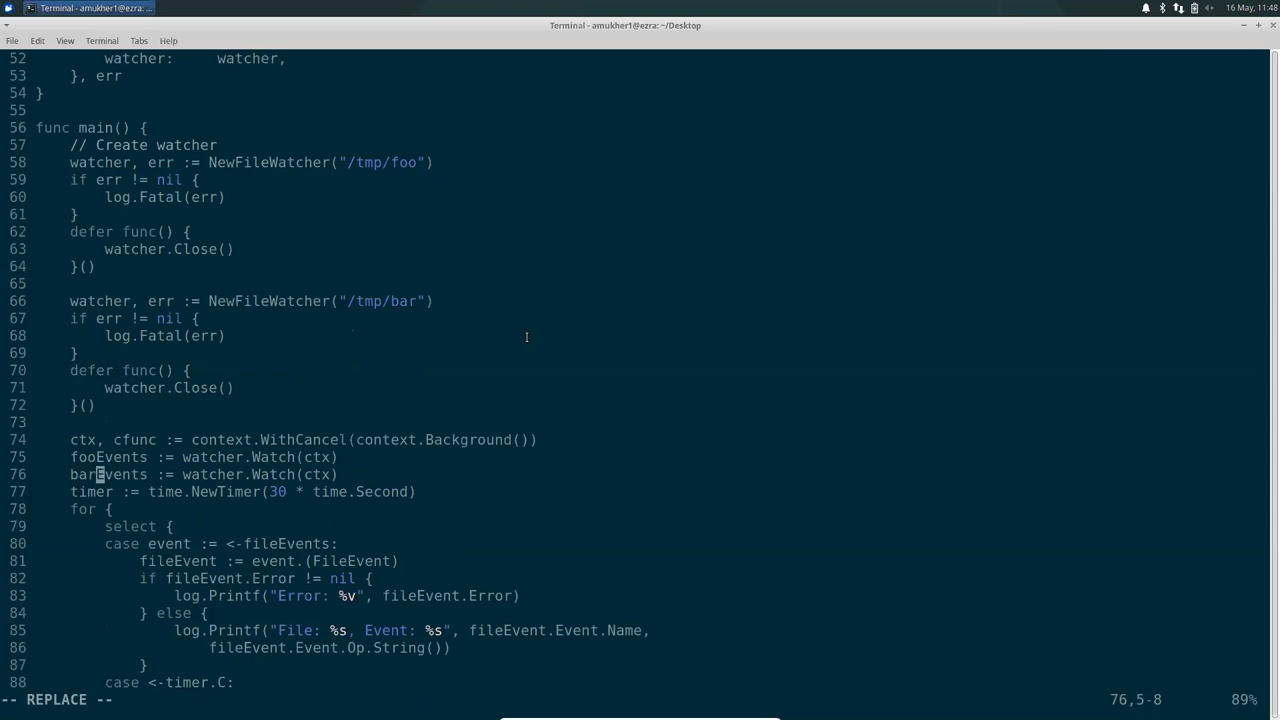 Terminal - amukher1@ezra: ~...
16 May, 11:48
Terminal - amukher1@ezra: ~/Desktop
File Edit View Terminal Tabs Help
52 watcher: watcher,
53 }, err
54 }
55
56 func main() {
57 // Create watcher
58 watcher, err := NewFileWatcher("/tmp/foo")
59 if err != nil {
60 log.Fatal(err)
61 }
62 defer func() {
63 watcher.Close()
64 }()
65
66 watcher, err := NewFileWatcher("/tmp/bar")
67 if err != nil {
68 log.Fatal(err)
69 }
70 defer func() {
71 watcher.Close()
72 }()
73
74 ctx, cfunc := context.WithCancel(context.Background())
75 fooEvents := watcher.Watch(ctx)
76 barEvents := watcher.Watch(ctx)
77 timer := time.NewTimer(30 * time.Second)
78 for {
79 select {
80 case event := <-fileEvents:
81 fileEvent := event.(FileEvent)
82 if fileEvent.Error != nil {
83 log.Printf("Error: %v", fileEvent.Error)
84 } else {
85 log.Printf("File: %s, Event: %s", fileEvent.Event.Name,
86 fileEvent.Event.Op.String())
87 }
88 case <-timer.C:
-- REPLACE -- 76,5-8 89%